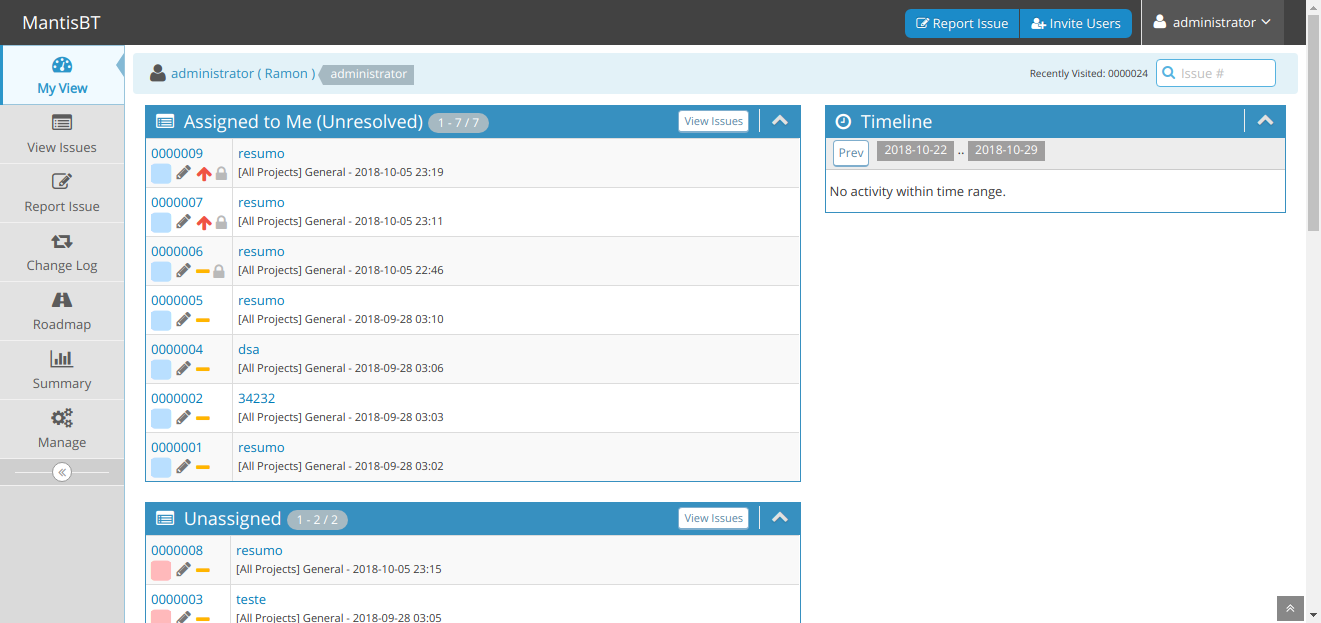 MantisBT
Report Issue
Invite Users
administrator
My View
View Issues
Report Issue
Change Log
Roadmap
Summary
Manage
administrator ( Ramon ) administrator
Recently Visited: 0000024
Issue #
Assigned to Me (Unresolved) 1 - 7 / 7
View Issues
0000009 resumo
[All Projects] General - 2018-10-05 23:19
0000007 resumo
[All Projects] General - 2018-10-05 23:11
0000006 resumo
[All Projects] General - 2018-10-05 22:46
0000005 resumo
[All Projects] General - 2018-09-28 03:10
0000004 dsa
[All Projects] General - 2018-09-28 03:06
0000002 34232
[All Projects] General - 2018-09-28 03:03
0000001 resumo
[All Projects] General - 2018-09-28 03:02
Unassigned 1 - 2 / 2
View Issues
0000008 resumo
[All Projects] General - 2018-10-05 23:15
0000003 teste
[All Projects] General - 2018-09-28 03:05
Timeline
Prev 2018-10-22 .. 2018-10-29
No activity within time range.